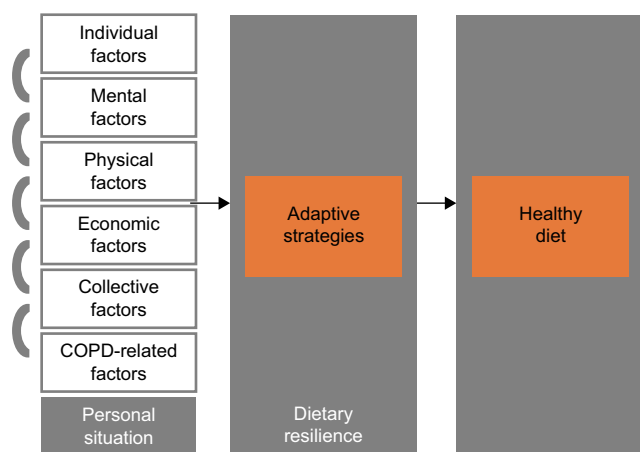 Individual
factors
Mental
factors
Physical
factors
Economic
factors
Collective
factors
COPD-related
factors
Personal
situation
Adaptive
strategies
Dietary
resilience
Healthy
diet